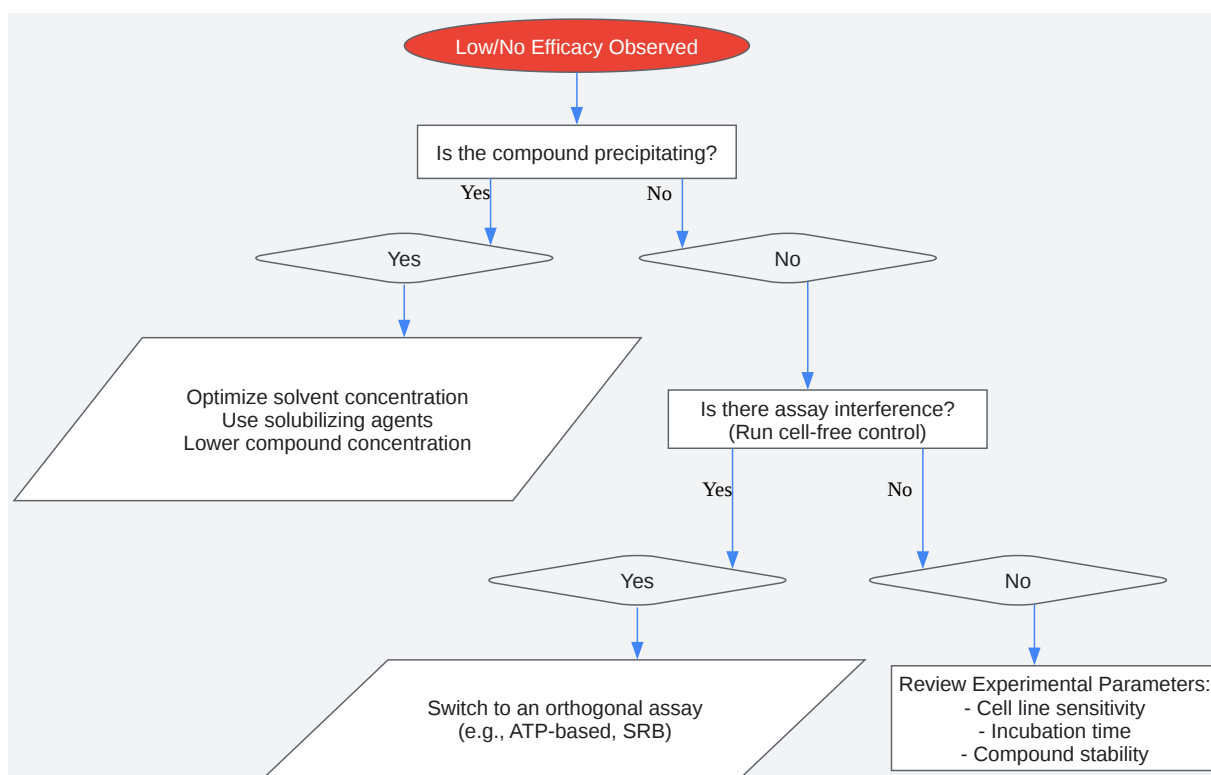 Low/No Efficacy Observed
Is the compound precipitating?
Yes
No
Yes
No
Optimize solvent concentration
Use solubilizing agents
Lower compound concentration
Is there assay interference?
(Run cell-free control)
Yes
No
Yes
No
Switch to an orthogonal assay
(e.g., ATP-based, SRB)
Review Experimental Parameters:
- Cell line sensitivity
- Incubation time
- Compound stability